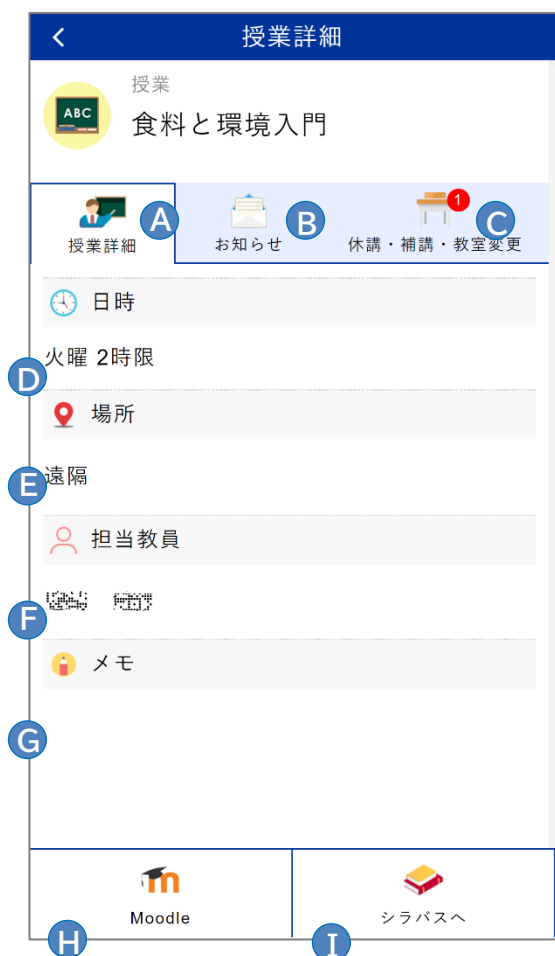 授業詳細
授業
ABC
食料と環境入門
1
A
B
C
授業詳細
お知らせ
休講・補講・教室変更
日時
火曜 2時限
D
場所
遠隔
E
担当教員
F
メモ
G
Moodle
シラバスへ
H
I